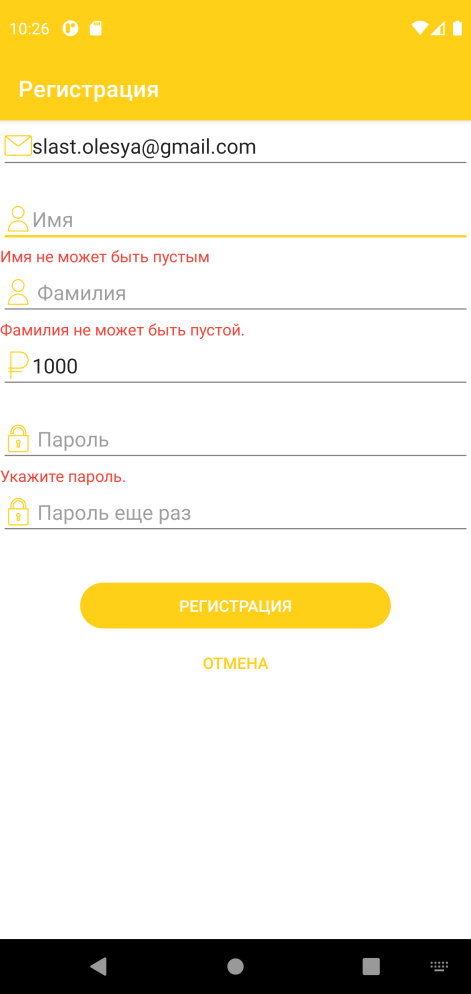 10:26
Регистрация
slast.olesya@gmail.com
Имя
Имя не может быть пустым
Фамилия
Фамилия не может быть пустой.
1000
Пароль
Укажите пароль.
Пароль еще раз
РЕГИСТРАЦИЯ
ОТМЕНА